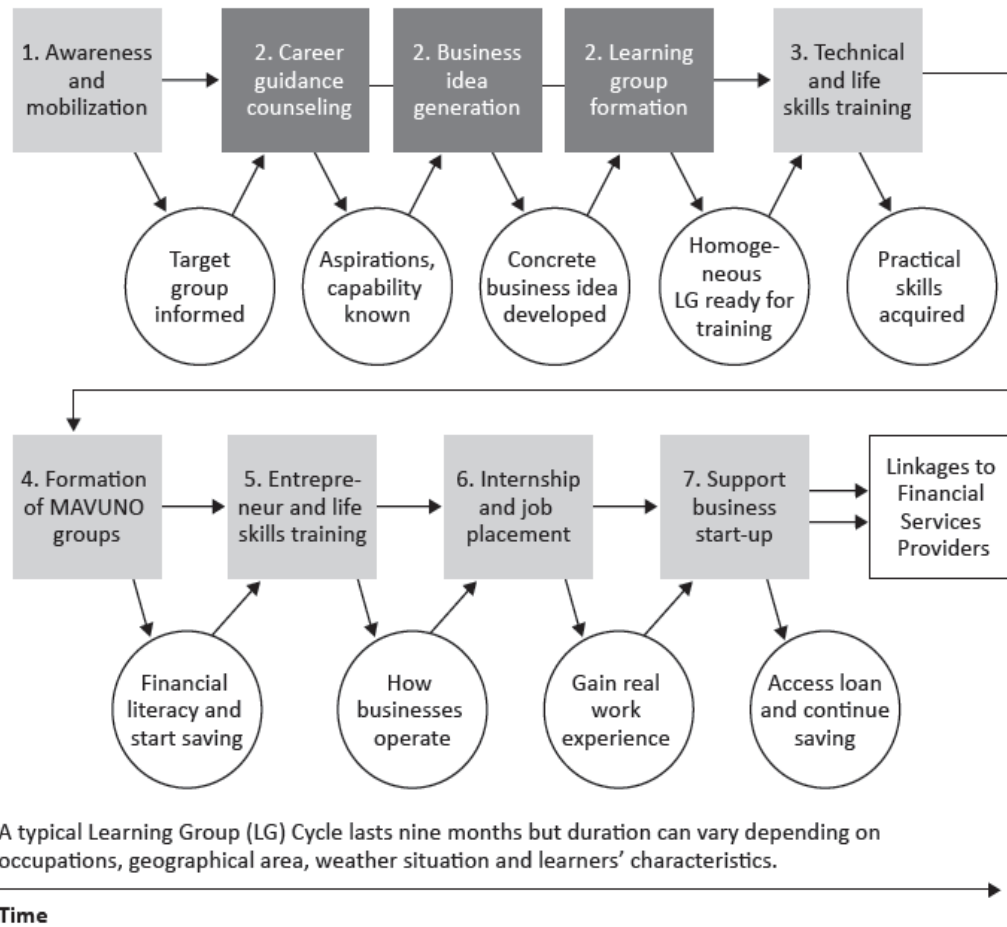 1. Awareness
and
mobilization
2. Career
guidance
counseling
2. Business
idea
generation
2. Learning
group
formation
3. Technical
and life
skills training
Target
group
informed
Aspirations,
capability
known
Concrete
business idea
developed
Homoge-
neous
LG ready for
training
Practical
skills
acquired
4. Formation
of MAVUNO
groups
5. Entrepre-
neur and life
skills training
6. Internship
and job
placement
7. Support
business
start-up
Linkages to
Financial
Services
Providers
Financial
literacy and
start saving
How
businesses
operate
Gain real
work
experience
Access loan
and continue
saving
A typical Learning Group (LG) Cycle lasts nine months but duration can vary depending on
occupations, geographical area, weather situation and learners’ characteristics.
Time